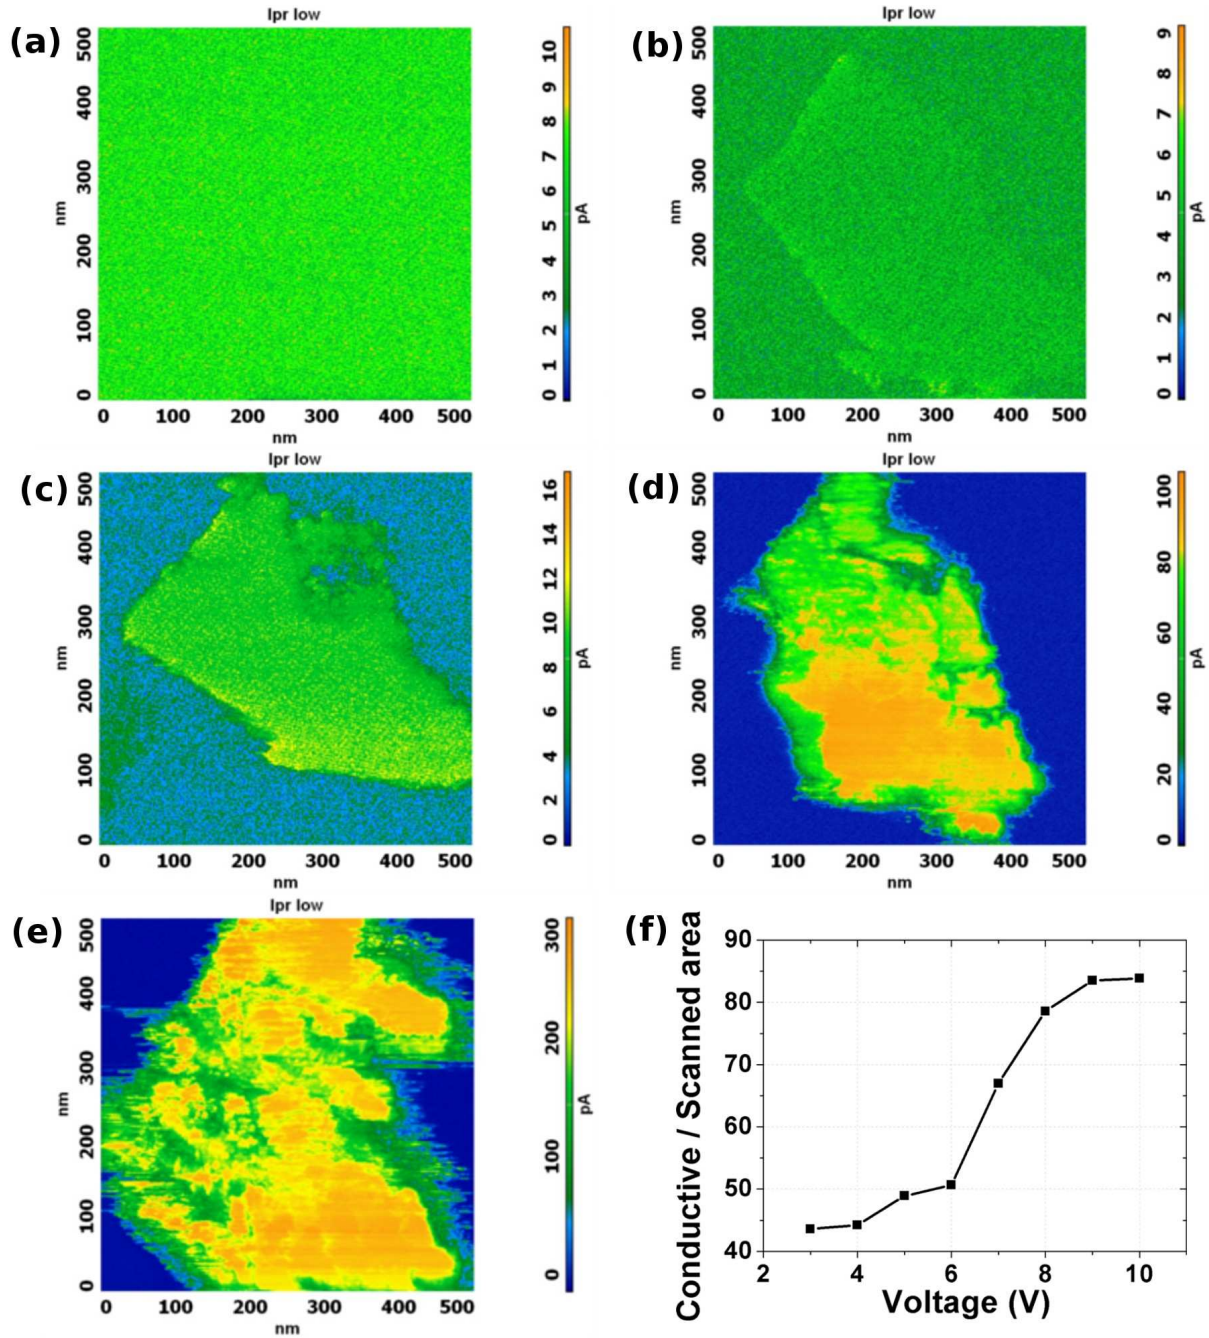 (a)
Ipr low
500
400
300
200
100
0
nm
0 100 200 300 400 500
nm
10
9
8
7
6
5
4
3
2
1
0
pA
(b)
Ipr low
500
400
300
200
100
0
nm
0 100 200 300 400 500
nm
9
8
7
6
5
4
3
2
1
0
pA
(c)
Ipr low
500
400
300
200
100
0
nm
0 100 200 300 400 500
nm
16
14
12
10
8
6
4
2
0
pA
(d)
Ipr low
500
400
300
200
100
0
nm
0 100 200 300 400 500
nm
100
80
60
40
20
0
pA
(e)
Ipr low
500
400
300
200
100
0
nm
0 100 200 300 400 500
nm
300
200
100
0
pA
(f)
Conductive / Scanned area
90
80
70
60
50
40
2 4 6 8 10
Voltage (V)